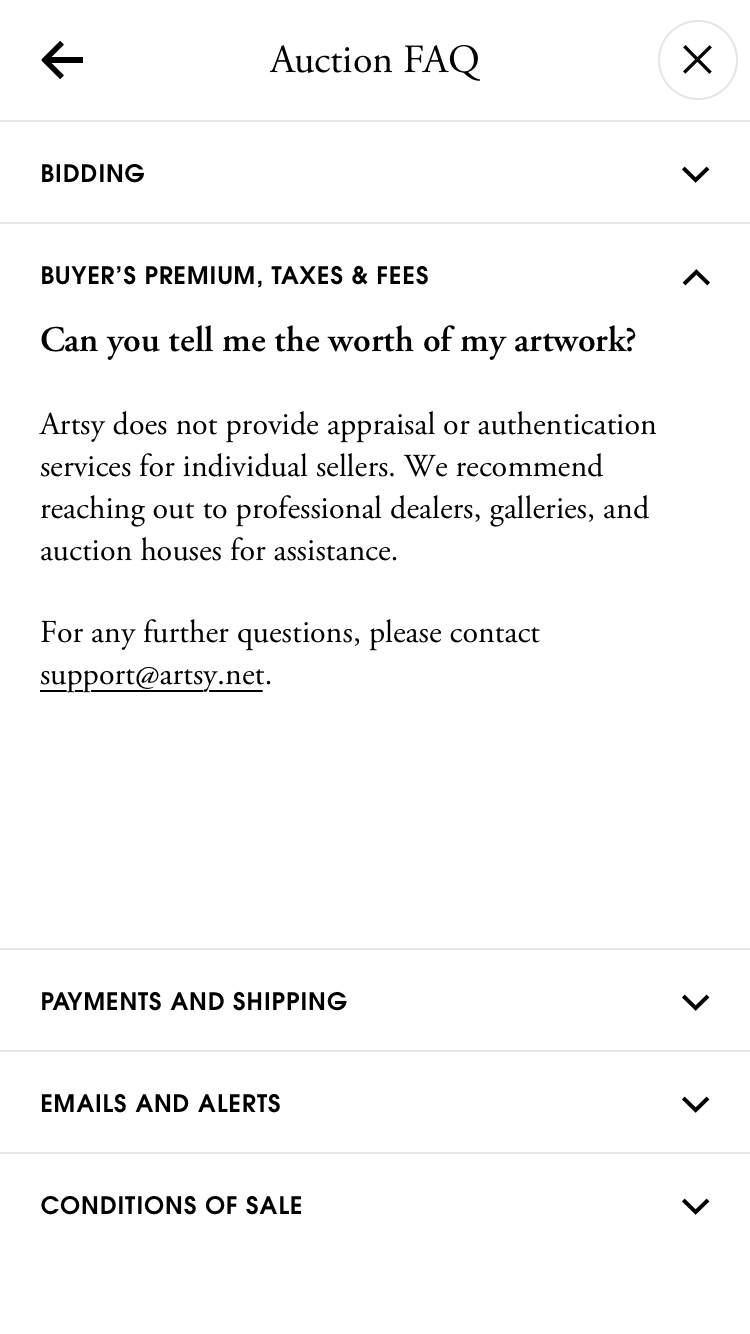 Auction FAQ
BIDDING
BUYER’S PREMIUM, TAXES & FEES
Can you tell me the worth of my artwork?
Artsy does not provide appraisal or authentication
services for individual sellers. We recommend
reaching out to professional dealers, galleries, and
auction houses for assistance.
For any further questions, please contact
support@artsy.net.
PAYMENTS AND SHIPPING
EMAILS AND ALERTS
CONDITIONS OF SALE